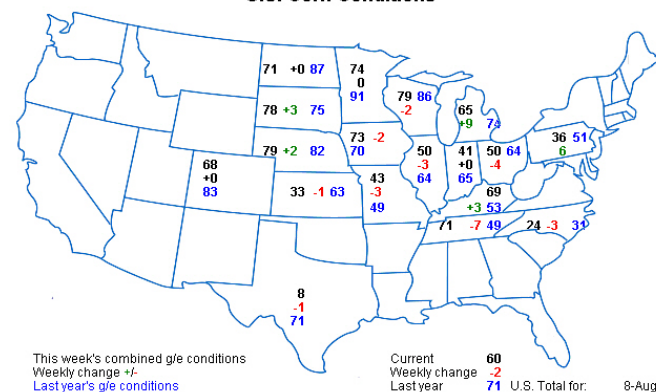 71 +0 87
74
0
91
79 86
-2
65
+9 74
78 +3 75
73 -2
70
36 51
6
79 +2 82
50
-3
64
41
+0
65
50 64
-4
68
+0
83
33 -1 63
43
-3
49
69
+3 53
71 -7 49
24 -3 31
8
-1
71
This week's combined g/e conditions
Weekly change +/-
Last year's g/e conditions
Current 60
Weekly change -2
Last year 71 U.S. Total for: 8-Aug